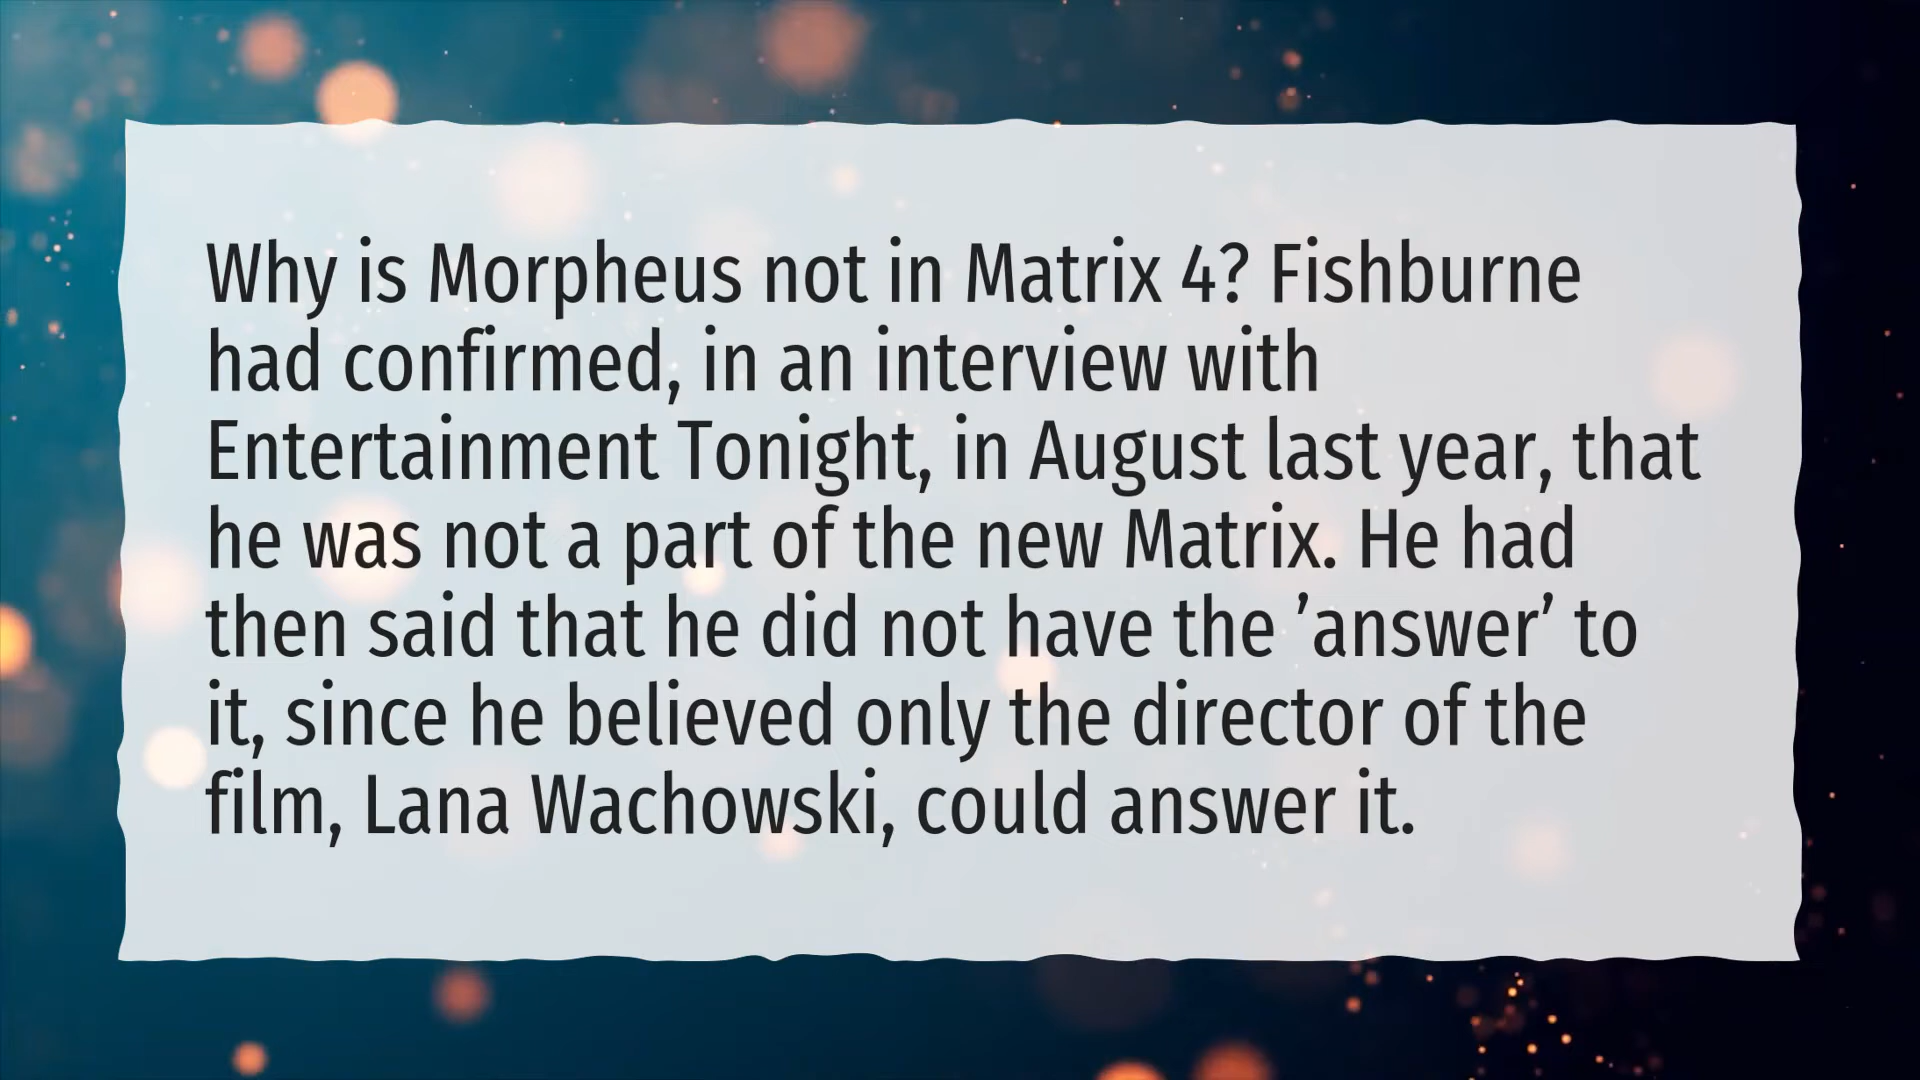 Why is Morpheus not in Matrix 4? Fishburne
had confirmed, in an interview with
Entertainment Tonight, in August last year, that
he was not a part of the new Matrix. He had
then said that he did not have the ’answer’ to
it, since he believed only the director of the
film, Lana Wachowski, could answer it.